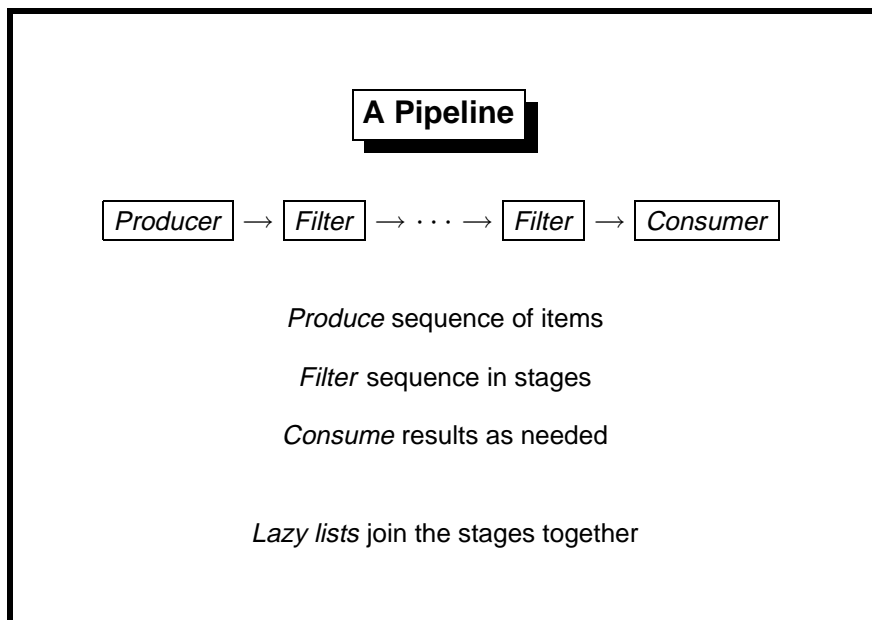 A Pipeline
Producer → Filter → · · · → Filter → Consumer
Produce sequence of items
Filter sequence in stages
Consume results as needed
Lazy lists join the stages together